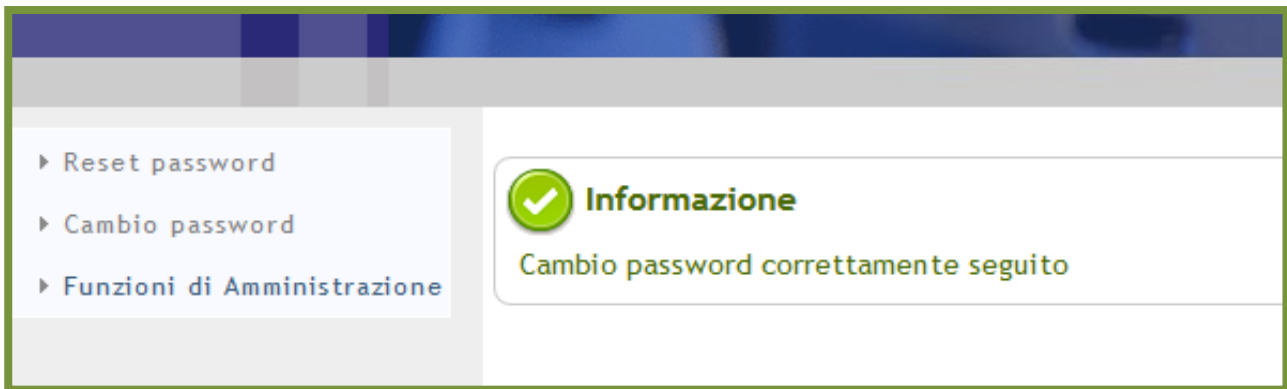 Reset password
Cambio password
Funzioni di Amministrazione
Informazione
Cambio password correttamente seguito